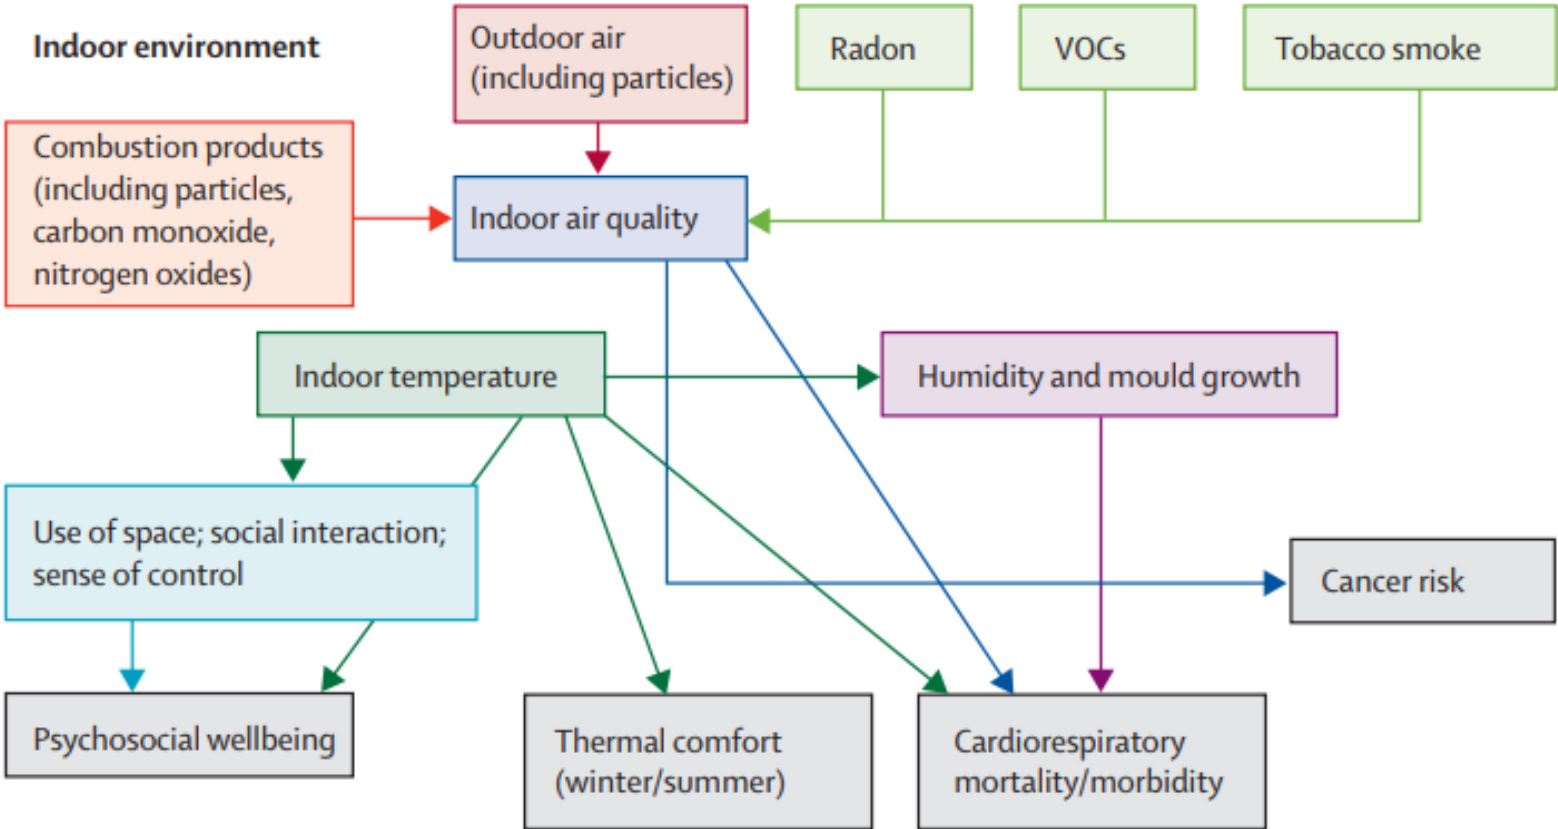 Indoor environment
Outdoor air
(including particles)
Radon
VOCs
Tobacco smoke
Combustion products
(including particles,
carbon monoxide,
nitrogen oxides)
Indoor air quality
Indoor temperature
Humidity and mould growth
Use of space; social interaction;
sense of control
Cancer risk
Psychosocial wellbeing
Thermal comfort
(winter/summer)
Cardiorespiratory
mortality/morbidity